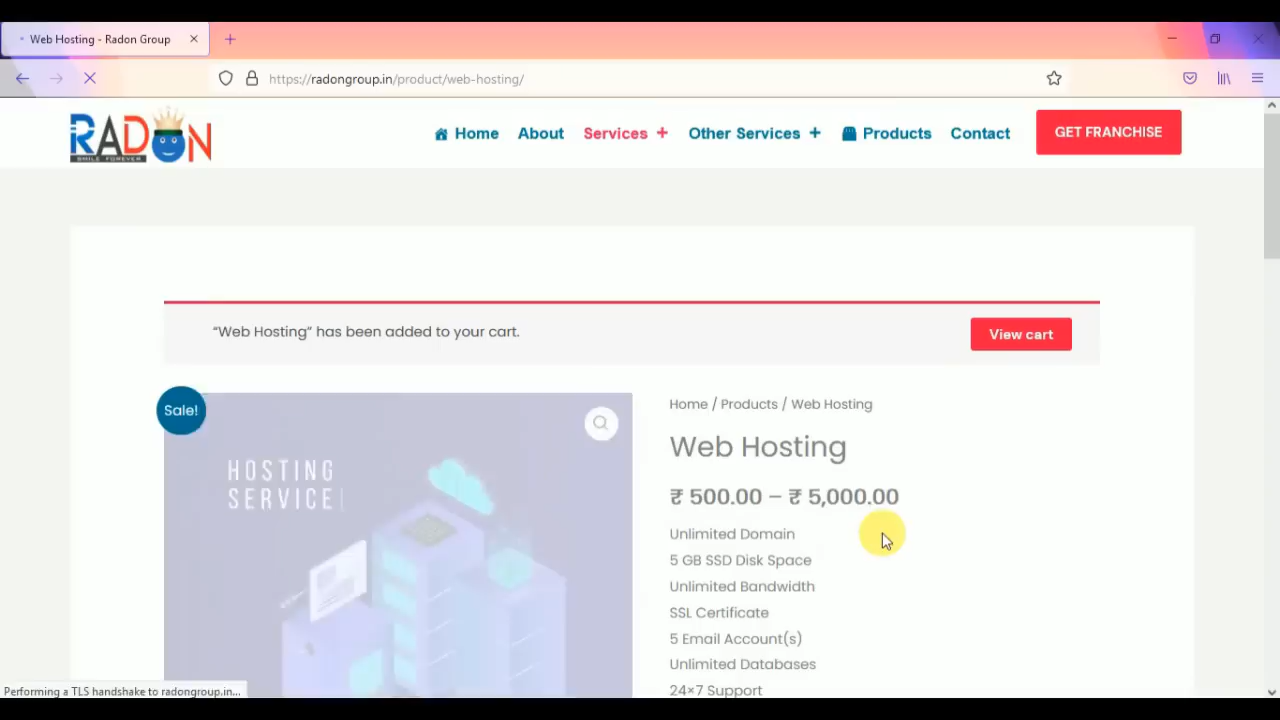 Web Hosting - Radon Group
https://radongroup.in/product/web-hosting/
RADON
SMILE FOREVER
Home About Services + Other Services + Products Contact GET FRANCHISE
“Web Hosting” has been added to your cart. View cart
Sale!
HOSTING
SERVICE
Home / Products / Web Hosting
Web Hosting
₹ 500.00 – ₹ 5,000.00
Unlimited Domain
5 GB SSD Disk Space
Unlimited Bandwidth
SSL Certificate
5 Email Account(s)
Unlimited Databases
24×7 Support
Performing a TLS handshake to radongroup.in...